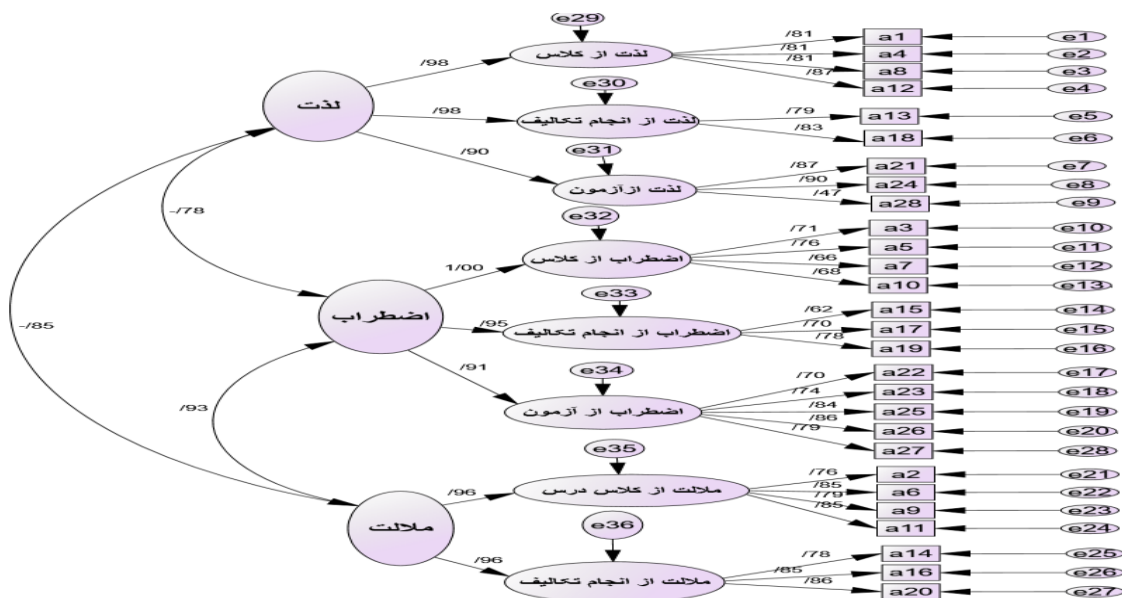 e29
لذت از کلاس
/98
/81
/81
/81
/87
a1
a4
a8
a12
e1
e2
e3
e4
لذت
e30
لذت از انجام تکالیف
/98
/79
/83
a13
a18
e5
e6
e31
لذت ازآزمون
/90
/87
/90
/47
a21
a24
a28
e7
e8
e9
-/78
e32
اضطراب از کلاس
1/00
/71
/76
/66
/68
a3
a5
a7
a10
e10
e11
e12
e13
اضطراب
-/85
e33
اضطراب از انجام تکالیف
/95
/62
/70
/78
a15
a17
a19
e14
e15
e16
e34
اضطراب از آزمون
/91
/70
/74
/84
/86
/79
a22
a23
a25
a26
a27
e17
e18
e19
e20
e28
/93
e35
ملالت از کلاس درس
/96
/76
/85
/79
/85
a2
a6
a9
a11
e21
e22
e23
e24
ملالت
e36
ملالت از انجام تکالیف
/96
/78
/85
/86
a14
a16
a20
e25
e26
e27